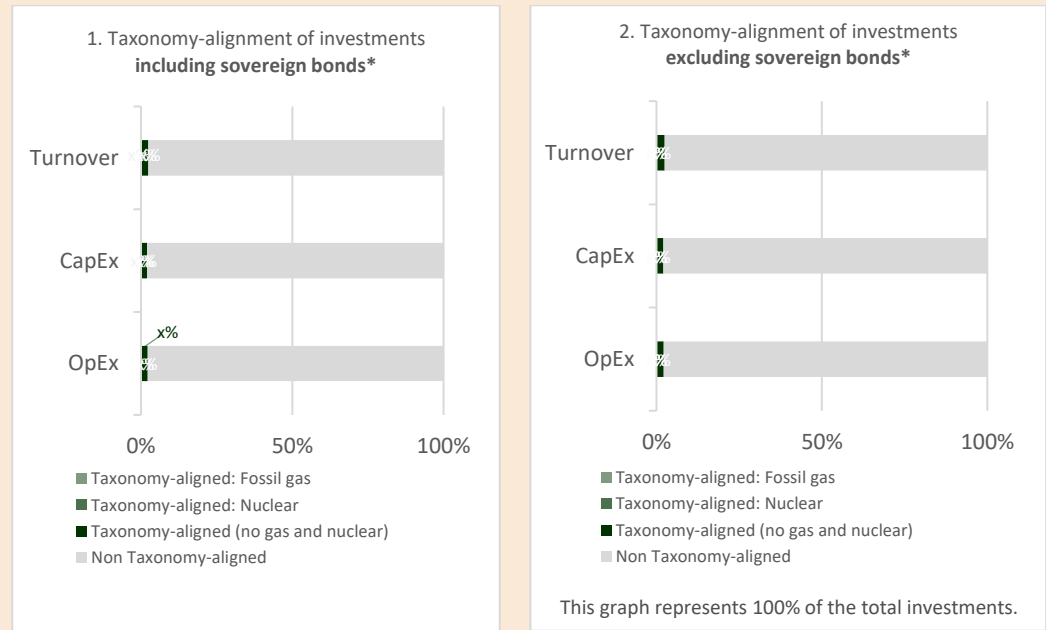 1. Taxonomy-alignment of investments
including sovereign bonds*
Turnover
CapEx
x%
OpEx
0% 50% 100%
Taxonomy-aligned: Fossil gas
Taxonomy-aligned: Nuclear
Taxonomy-aligned (no gas and nuclear)
Non Taxonomy-aligned
2. Taxonomy-alignment of investments
excluding sovereign bonds*
Turnover
CapEx
OpEx
0% 50% 100%
Taxonomy-aligned: Fossil gas
Taxonomy-aligned: Nuclear
Taxonomy-aligned (no gas and nuclear)
Non Taxonomy-aligned
This graph represents 100% of the total investments.